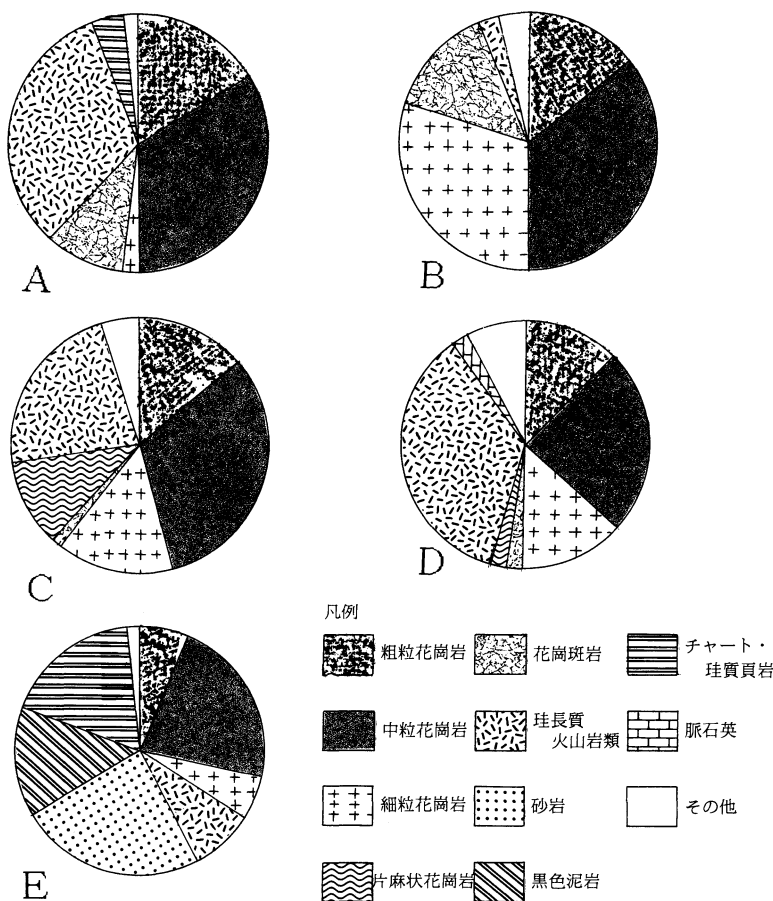 A
B
C
D
E
凡例
粗粒花崗岩
花崗斑岩
チャート・
珪質頁岩
中粒花崗岩
珪長質
火山岩類
脈石英
細粒花崗岩
砂岩
その他
片麻状花崗岩
黒色泥岩